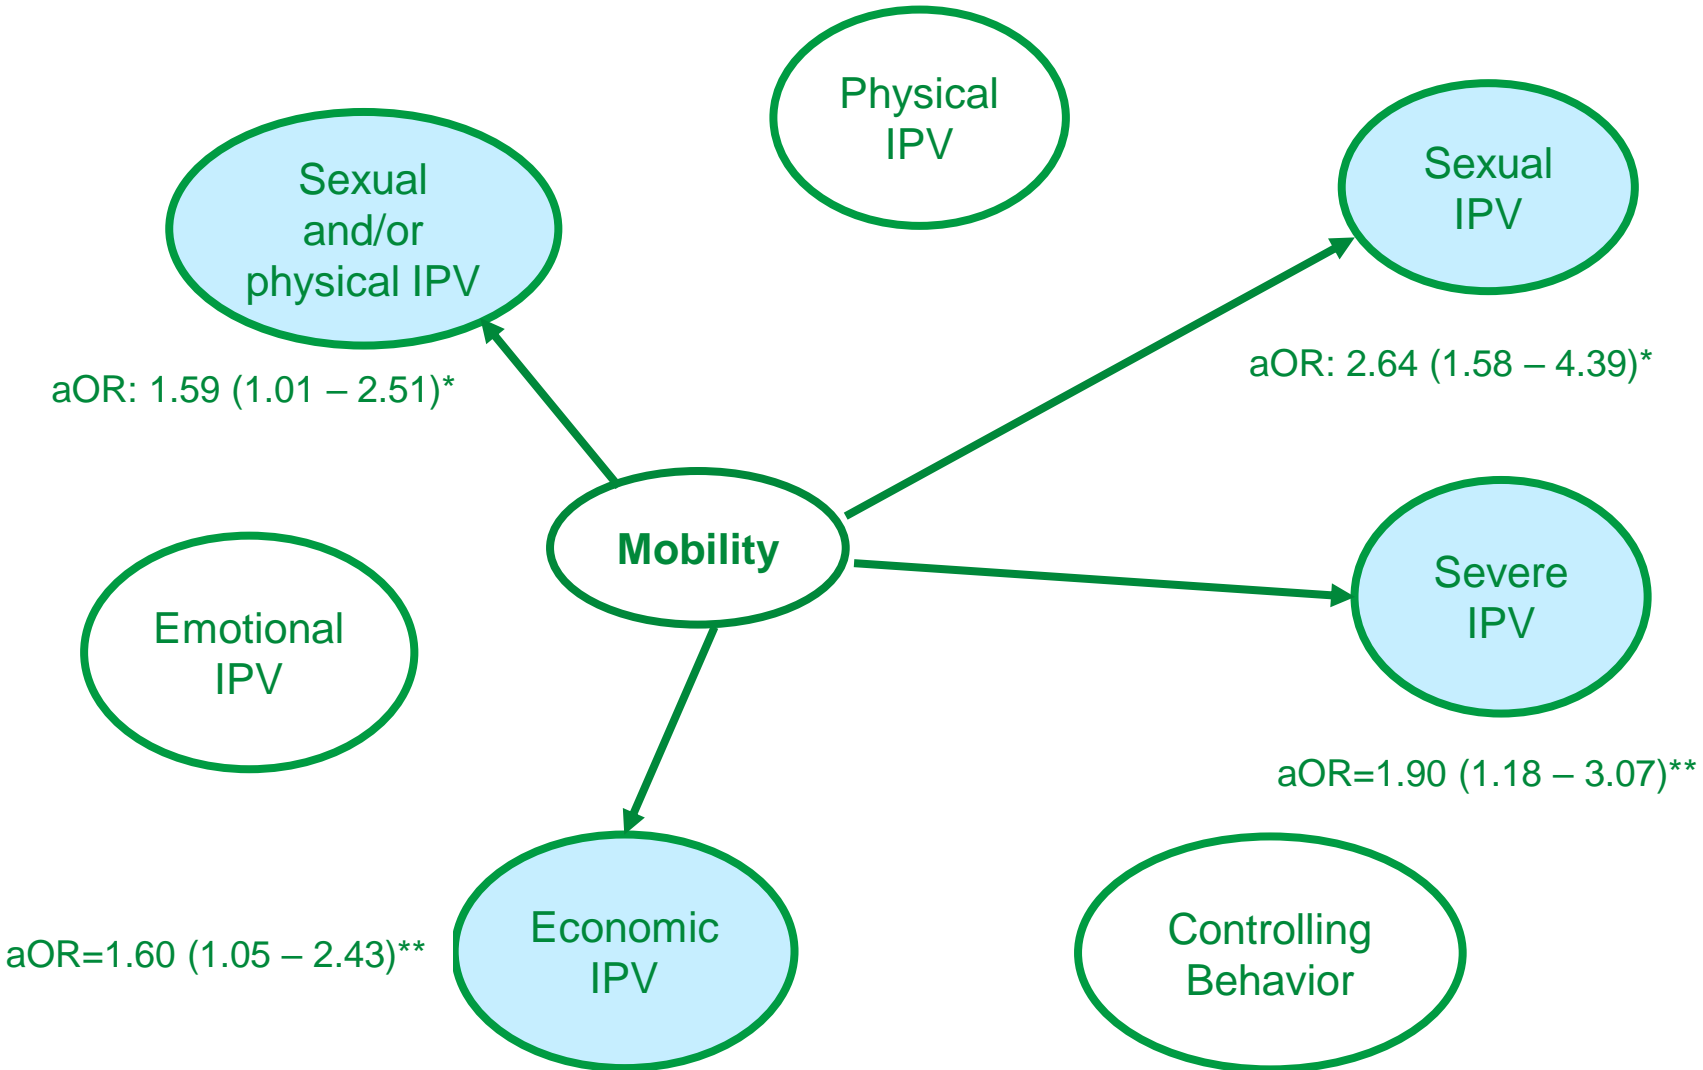 Physical
IPV
Sexual
and/or
physical IPV
Sexual
IPV
aOR: 1.59 (1.01 – 2.51)*
aOR: 2.64 (1.58 – 4.39)*
Mobility
Severe
IPV
Emotional
IPV
aOR=1.90 (1.18 – 3.07)**
aOR=1.60 (1.05 – 2.43)**
Economic
IPV
Controlling
Behavior